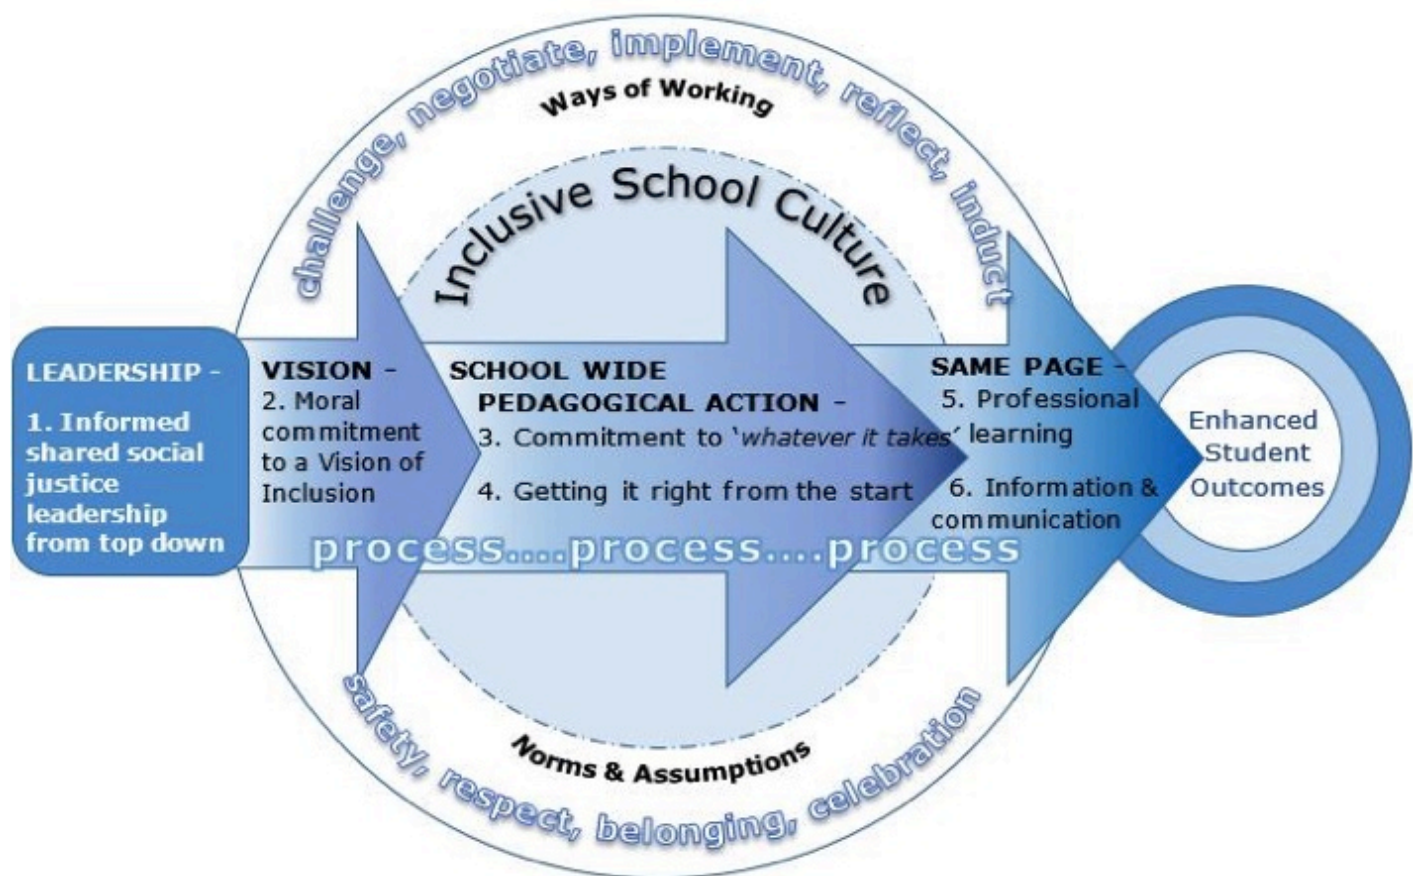 challenge, negotiate, implement, reflect, induct
Ways of Working
Inclusive School Culture
LEADERSHIP -
1. Informed
shared social
justice
leadership
from top down
VISION -
2. Moral
commitment
to a Vision of
Inclusion
SCHOOL WIDE
PEDAGOGICAL ACTION -
3. Commitment to ‘whatever it takes’
4. Getting it right from the start
SAME PAGE -
5. Professional
learning
6. Information &
communication
Enhanced
Student
Outcomes
process....process....process
Norms & Assumptions
safety, respect, belonging, celebration